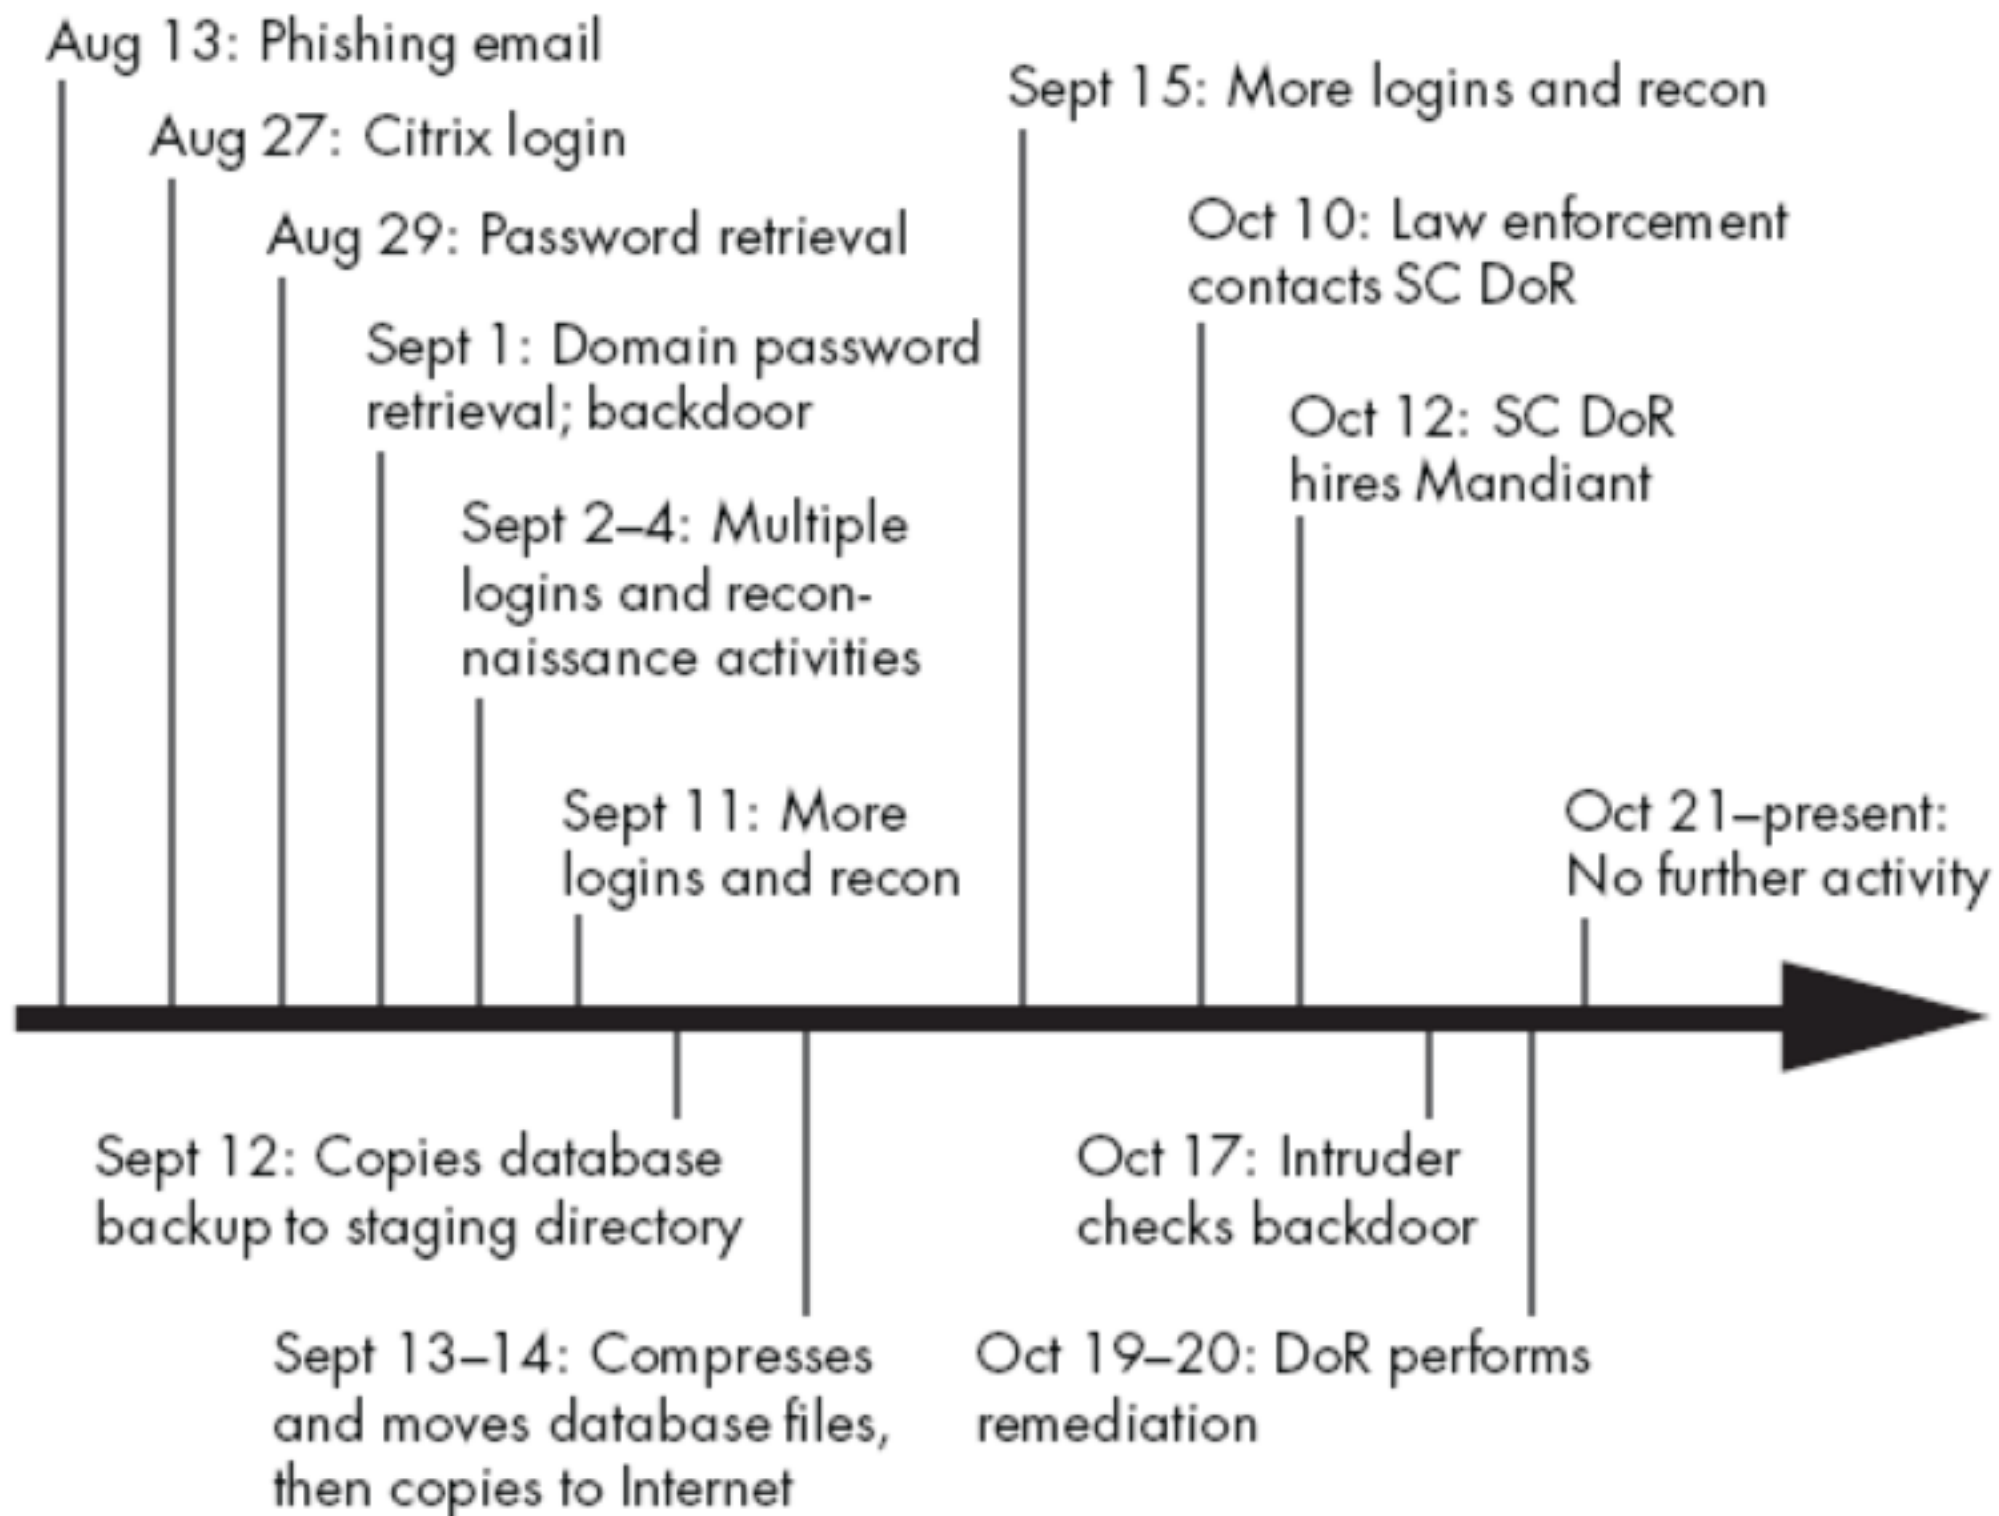 Aug 13: Phishing email
Aug 27: Citrix login
Aug 29: Password retrieval
Sept 1: Domain password
retrieval; backdoor
Sept 2–4: Multiple
logins and recon-
naissance activities
Sept 11: More
logins and recon
Sept 12: Copies database
backup to staging directory
Sept 13–14: Compresses
and moves database files,
then copies to Internet
Sept 15: More logins and recon
Oct 10: Law enforcement
contacts SC DoR
Oct 12: SC DoR
hires Mandiant
Oct 17: Intruder
checks backdoor
Oct 19–20: DoR performs
remediation
Oct 21–present:
No further activity